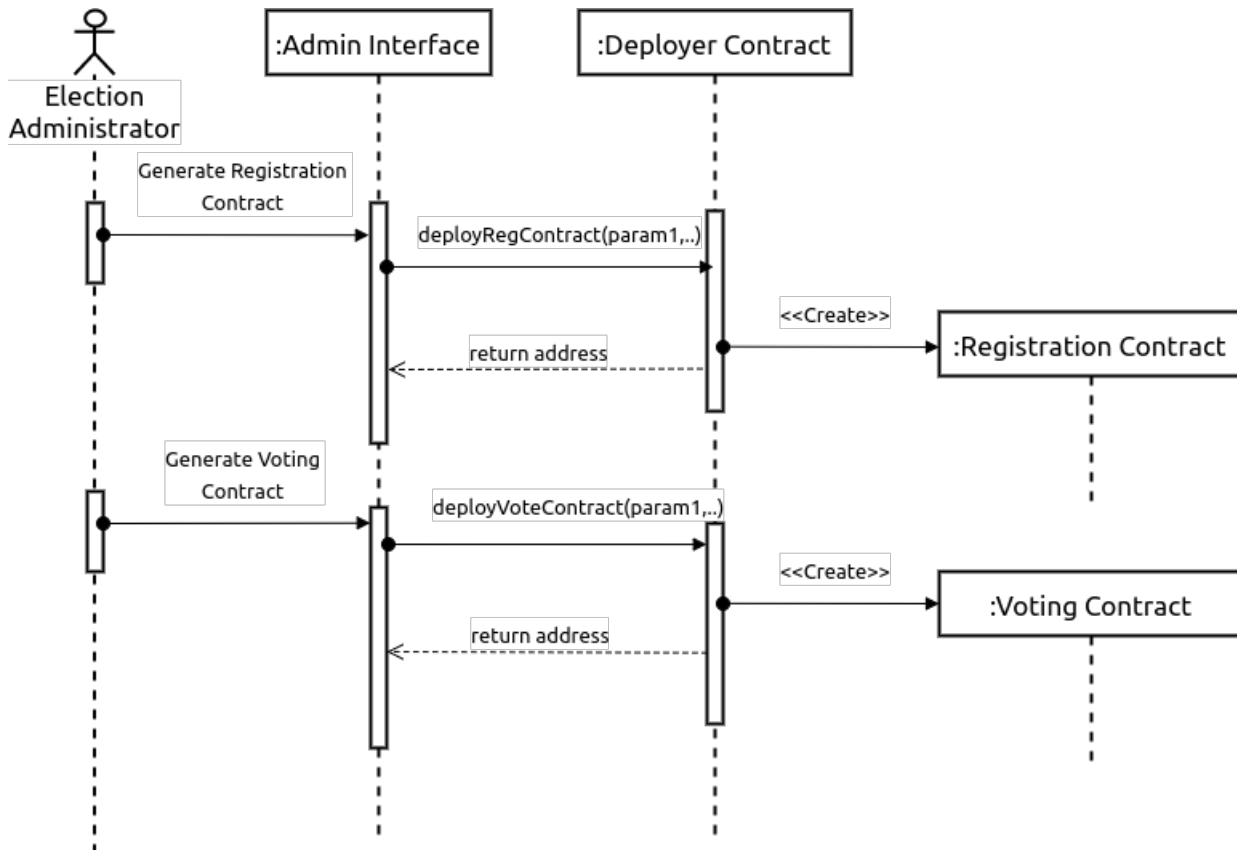 :Admin Interface
:Deployer Contract
Election
Administrator
Generate Registration
Contract
deployRegContract(param1,..)
<<Create>>
:Registration Contract
return address
Generate Voting
Contract
deployVoteContract(param1,..)
<<Create>>
:Voting Contract
return address